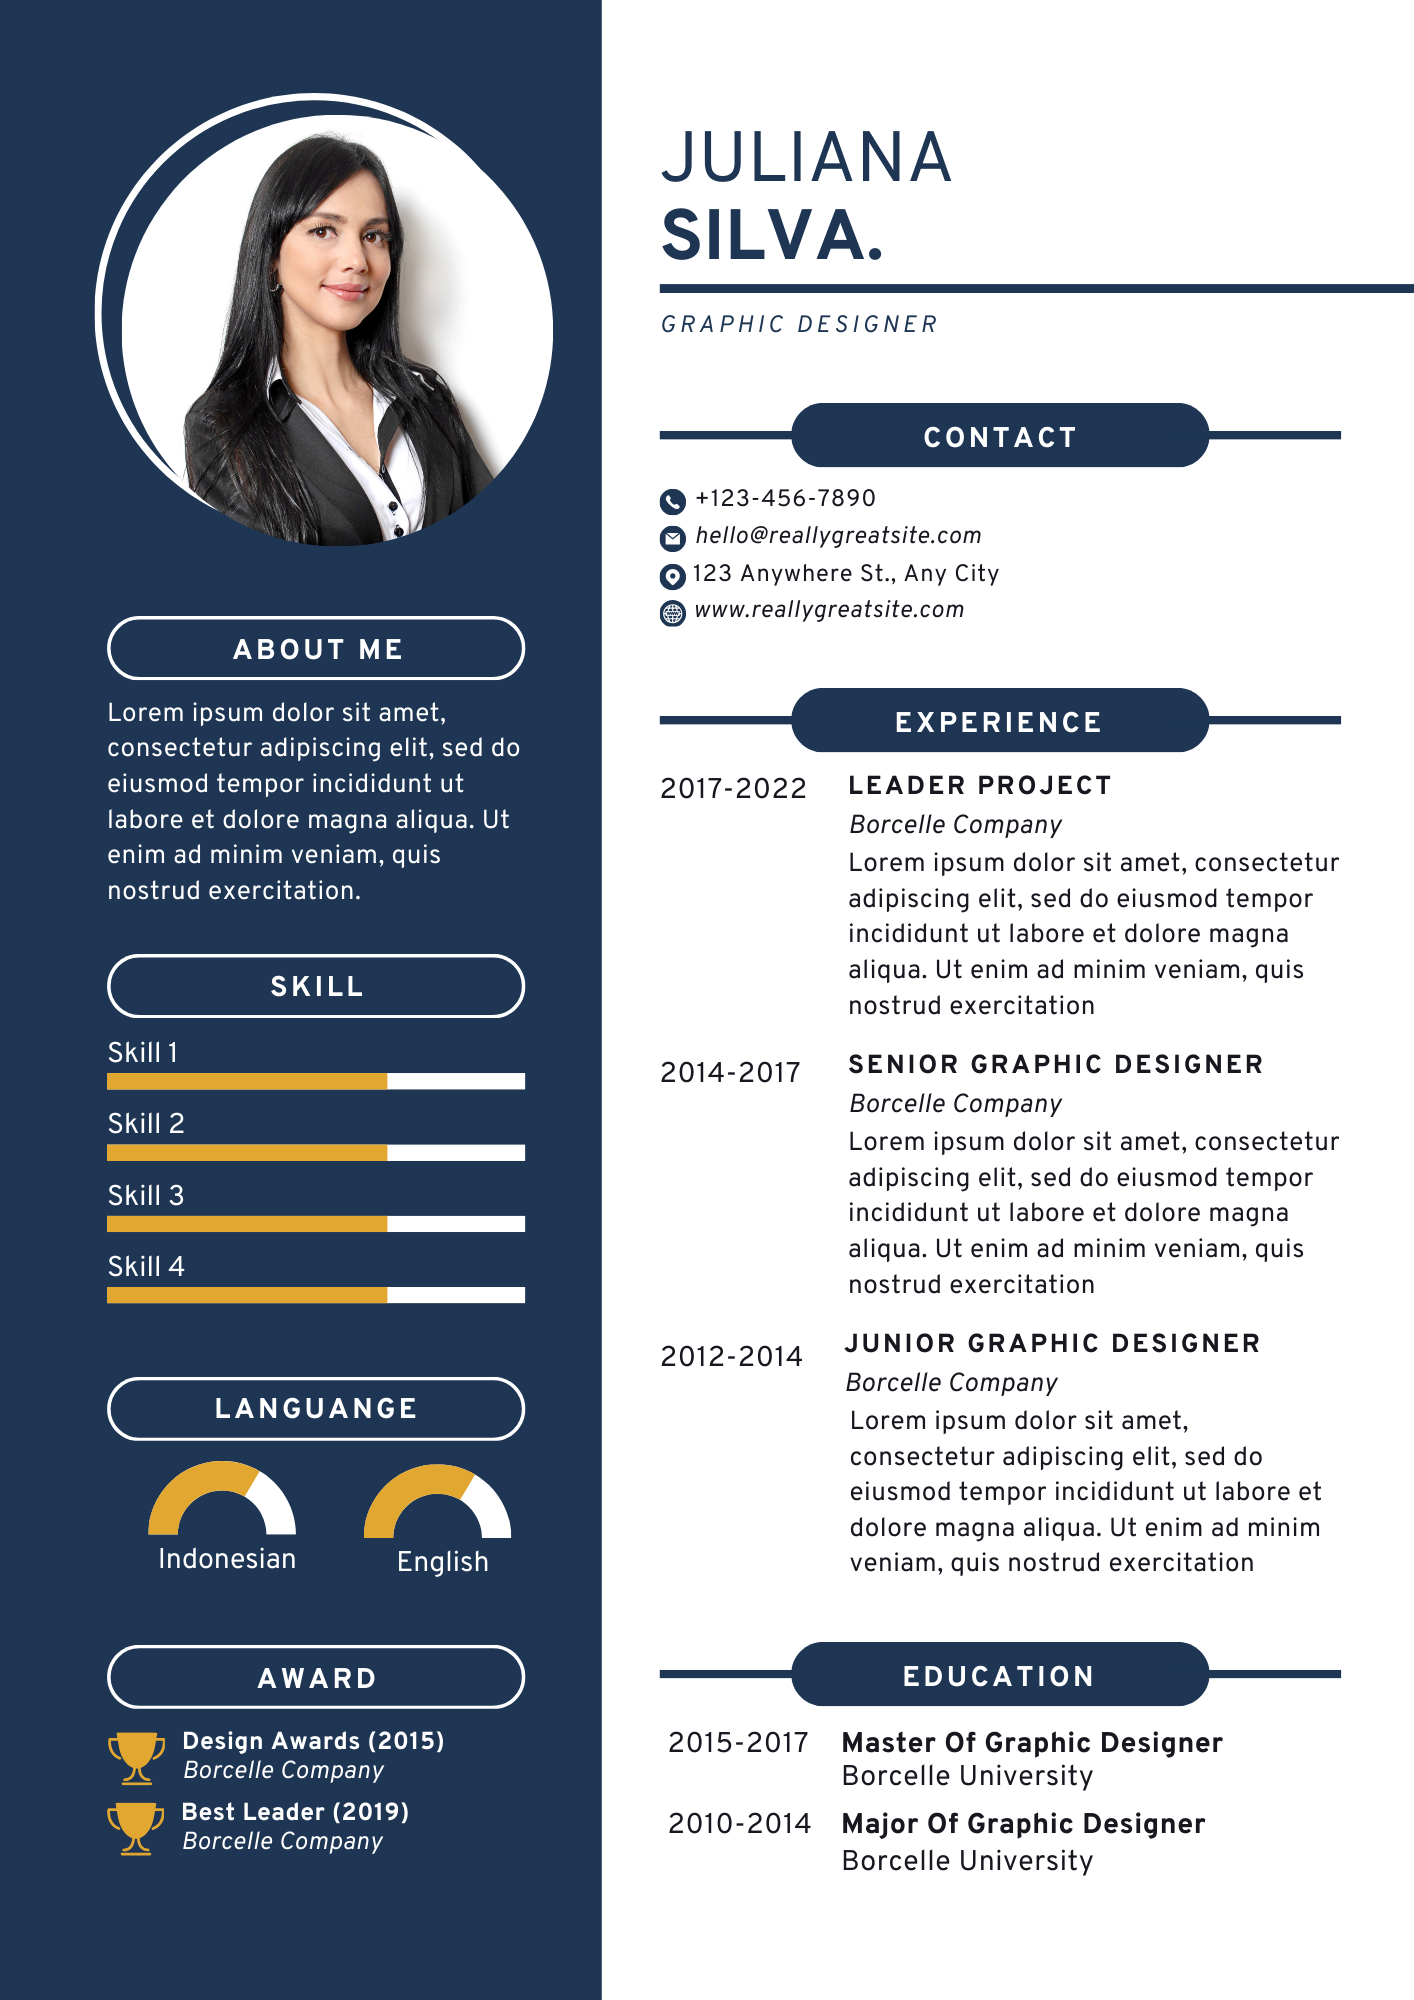 JULIANA
SILVA.
GRAPHIC DESIGNER
ABOUT ME
Lorem ipsum dolor sit amet,
consectetur adipiscing elit, sed do
eiusmod tempor incididunt ut
labore et dolore magna aliqua. Ut
enim ad minim veniam, quis
nostrud exercitation.
SKILL
Skill 1
Skill 2
Skill 3
Skill 4
LANGUANGE
Indonesian
English
AWARD
Design Awards (2015)
Borcelle Company
Best Leader (2019)
Borcelle Company
CONTACT
+123-456-7890
hello@reallygreatsite.com
123 Anywhere St., Any City
www.reallygreatsite.com
EXPERIENCE
2017-2022 LEADER PROJECT
Borcelle Company
Lorem ipsum dolor sit amet, consectetur
adipiscing elit, sed do eiusmod tempor
incididunt ut labore et dolore magna
aliqua. Ut enim ad minim veniam, quis
nostrud exercitation
2014-2017 SENIOR GRAPHIC DESIGNER
Borcelle Company
Lorem ipsum dolor sit amet, consectetur
adipiscing elit, sed do eiusmod tempor
incididunt ut labore et dolore magna
aliqua. Ut enim ad minim veniam, quis
nostrud exercitation
2012-2014 JUNIOR GRAPHIC DESIGNER
Borcelle Company
Lorem ipsum dolor sit amet,
consectetur adipiscing elit, sed do
eiusmod tempor incididunt ut labore et
dolore magna aliqua. Ut enim ad minim
veniam, quis nostrud exercitation
EDUCATION
2015-2017 Master Of Graphic Designer
Borcelle University
2010-2014 Major Of Graphic Designer
Borcelle University